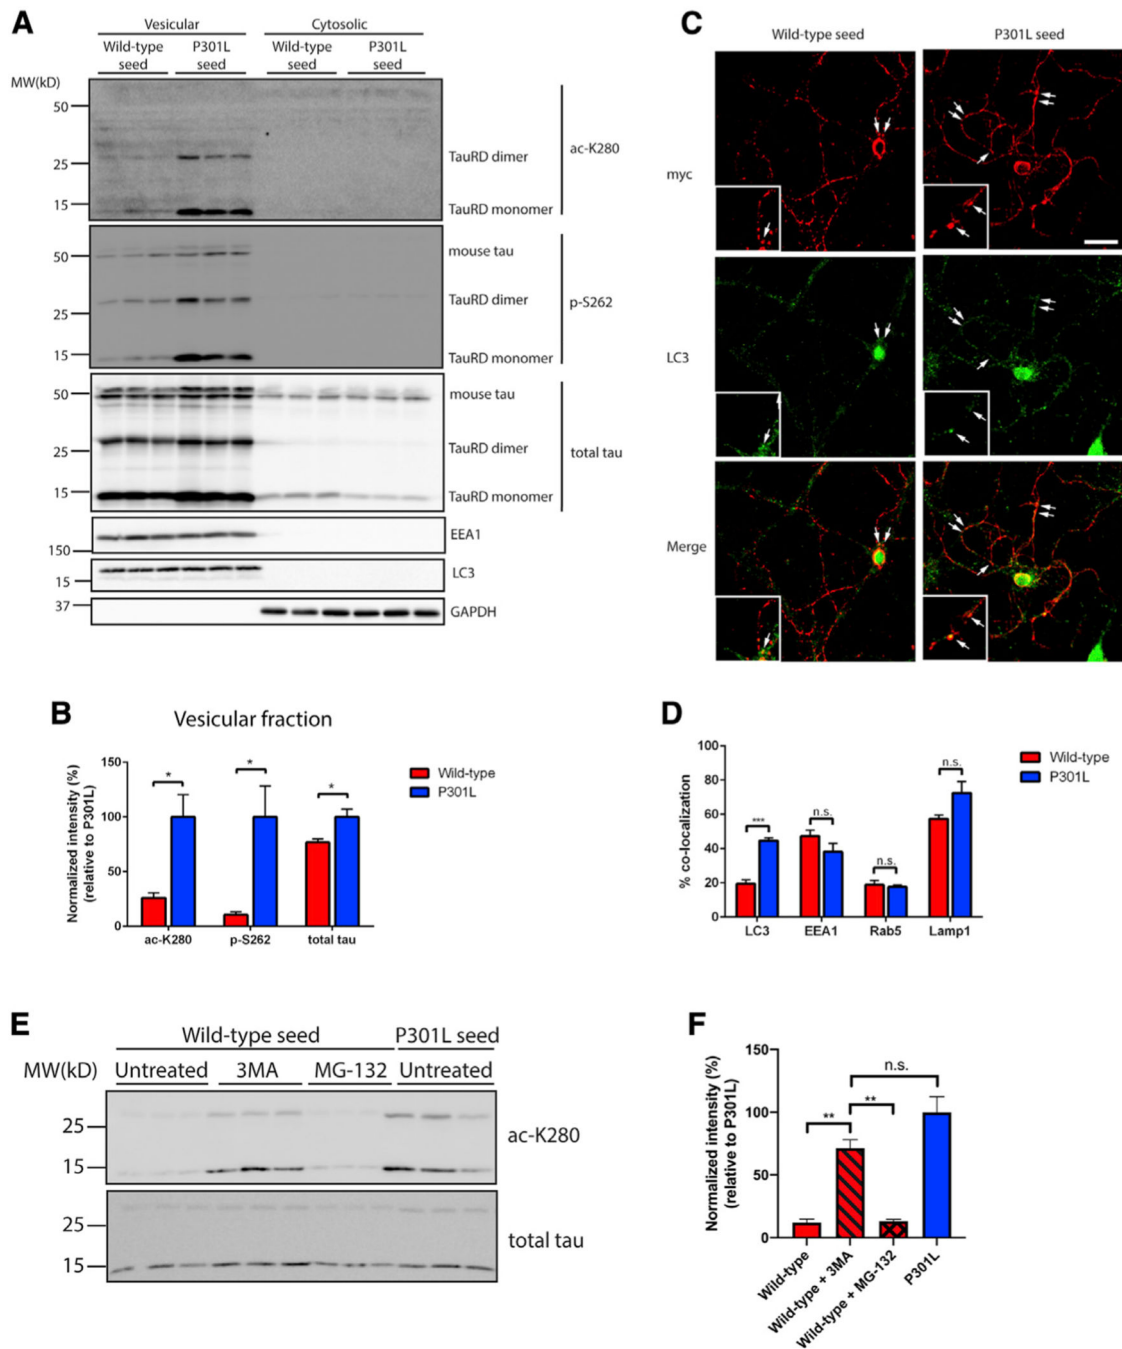 A
Vesicular Cytosolic
Wild-type seed P301L seed Wild-type seed P301L seed
MW(kD)
50
25
15
TauRD dimer
TauRD monomer
ac-K280
50
25
15
mouse tau
TauRD dimer
TauRD monomer
p-S262
50
25
15
mouse tau
TauRD dimer
TauRD monomer
total tau
150
EEA1
15
LC3
37
GAPDH
C
Wild-type seed P301L seed
myc
LC3
Merge
B
Vesicular fraction
Normalized intensity (%)
(relative to P301L)
150
100
50
0
* * *
ac-K280 p-S262 total tau
Wild-type
P301L
D
% co-localization
100
80
60
40
20
0
*** n.s. n.s. n.s.
LC3 EEA1 Rab5 Lamp1
Wild-type
P301L
E
Wild-type seed P301L seed
MW(kD) Untreated 3MA MG-132 Untreated
25
15
ac-K280
25
15
total tau
F
Normalized intensity (%)
(relative to P301L)
150
100
50
0
n.s.
** **
Wild-type
Wild-type + 3MA
Wild-type + MG-132
P301L